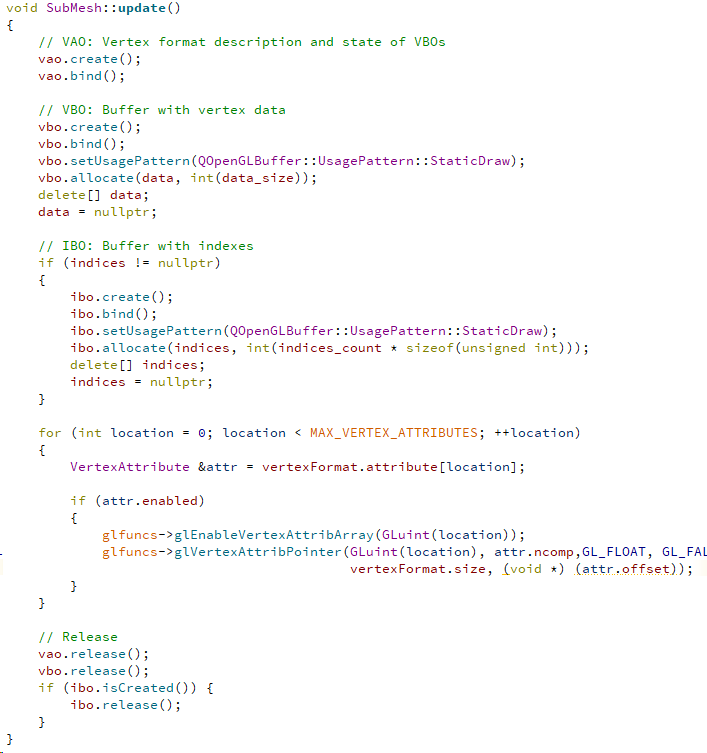 void SubMesh::update()
{
    // VAO: Vertex format description and state of VBOs
    vao.create();
    vao.bind();

    // VBO: Buffer with vertex data
    vbo.create();
    vbo.bind();
    vbo.setUsagePattern(QOpenGLBuffer::UsagePattern::StaticDraw);
    vbo.allocate(data, int(data_size));
    delete[] data;
    data = nullptr;

    // IBO: Buffer with indexes
    if (indices != nullptr)
    {
        ibo.create();
        ibo.bind();
        ibo.setUsagePattern(QOpenGLBuffer::UsagePattern::StaticDraw);
        ibo.allocate(indices, int(indices_count * sizeof(unsigned int)));
        delete[] indices;
        indices = nullptr;
    }

    for (int location = 0; location < MAX_VERTEX_ATTRIBUTES; ++location)
    {
        VertexAttribute &attr = vertexFormat.attribute[location];

        if (attr.enabled)
        {
            glfuncs->glEnableVertexAttribArray(GLuint(location));
            glfuncs->glVertexAttribPointer(GLuint(location), attr.ncomp,GL_FLOAT, GL_FAL
                                           vertexFormat.size, (void *) (attr.offset));
        }
    }

    // Release
    vao.release();
    vbo.release();
    if (ibo.isCreated()) {
        ibo.release();
    }
}